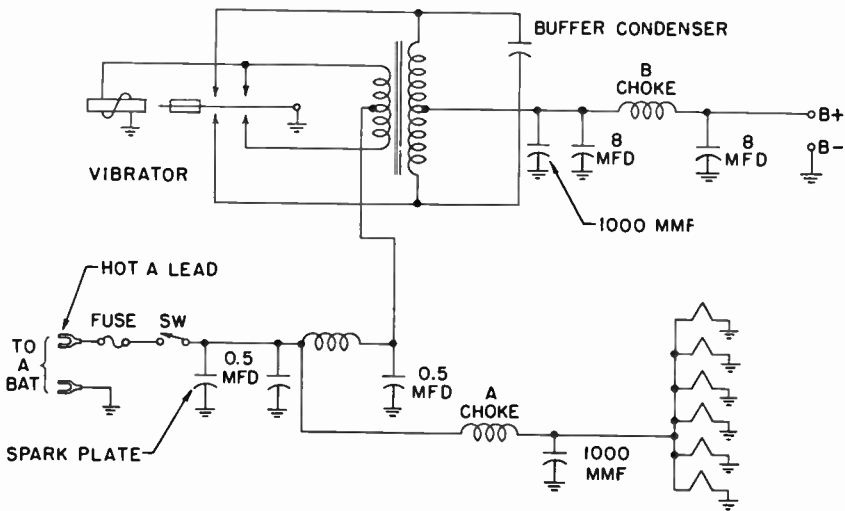 BUFFER CONDENSER
B
CHOKE
B+
B-
8
MFD
8
MFD
VIBRATOR
1000 MMF
HOT A LEAD
FUSE
SW
TO
A
BAT
0.5
MFD
0.5
MFD
A
CHOKE
SPARK PLATE
1000
MMF